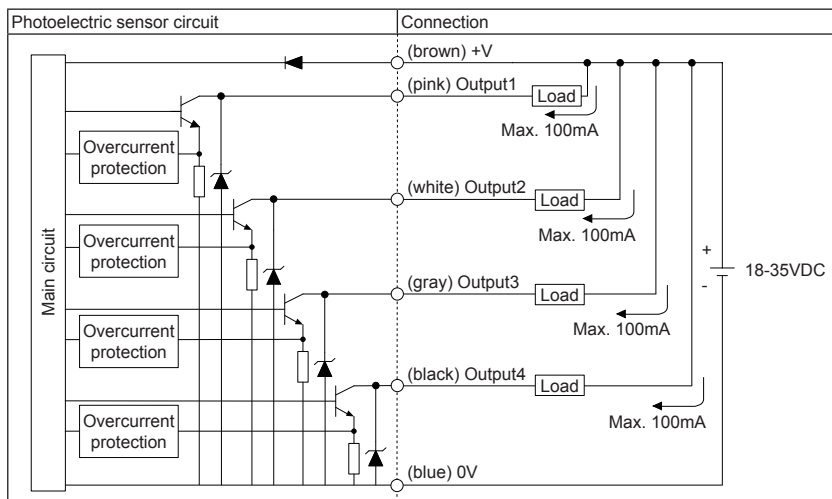 Photoelectric sensor circuit
Connection
(brown) +V
(pink) Output1
Load
Max. 100mA
Overcurrent
protection
(white) Output2
Load
Max. 100mA
Overcurrent
protection
Main circuit
+
-
18-35VDC
(gray) Output3
Load
Max. 100mA
Overcurrent
protection
(black) Output4
Load
Max. 100mA
Overcurrent
protection
(blue) 0V